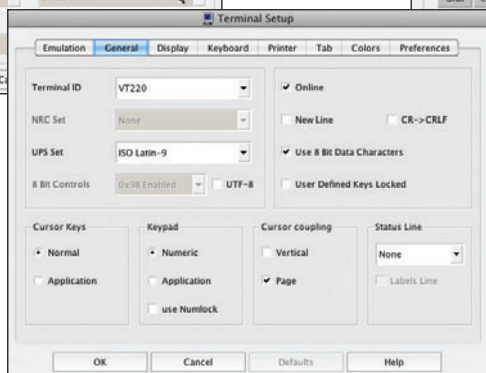 Terminal Setup
Emulation General Display Keyboard Printer Tab Colors Preferences
Terminal ID VT220
NRC Set None
UPS Set ISO Latin-9
8 Bit Controls 0x9B Enabled UTF-8
Online
New Line CR->CRLF
Use 8 Bit Data Characters
User Defined Keys Locked
Cursor Keys
Normal
Application
Keypad
Numeric
Application
use Numlock
Cursor coupling
Vertical
Page
Status Line
None
Labels Line
OK Cancel Defaults Help